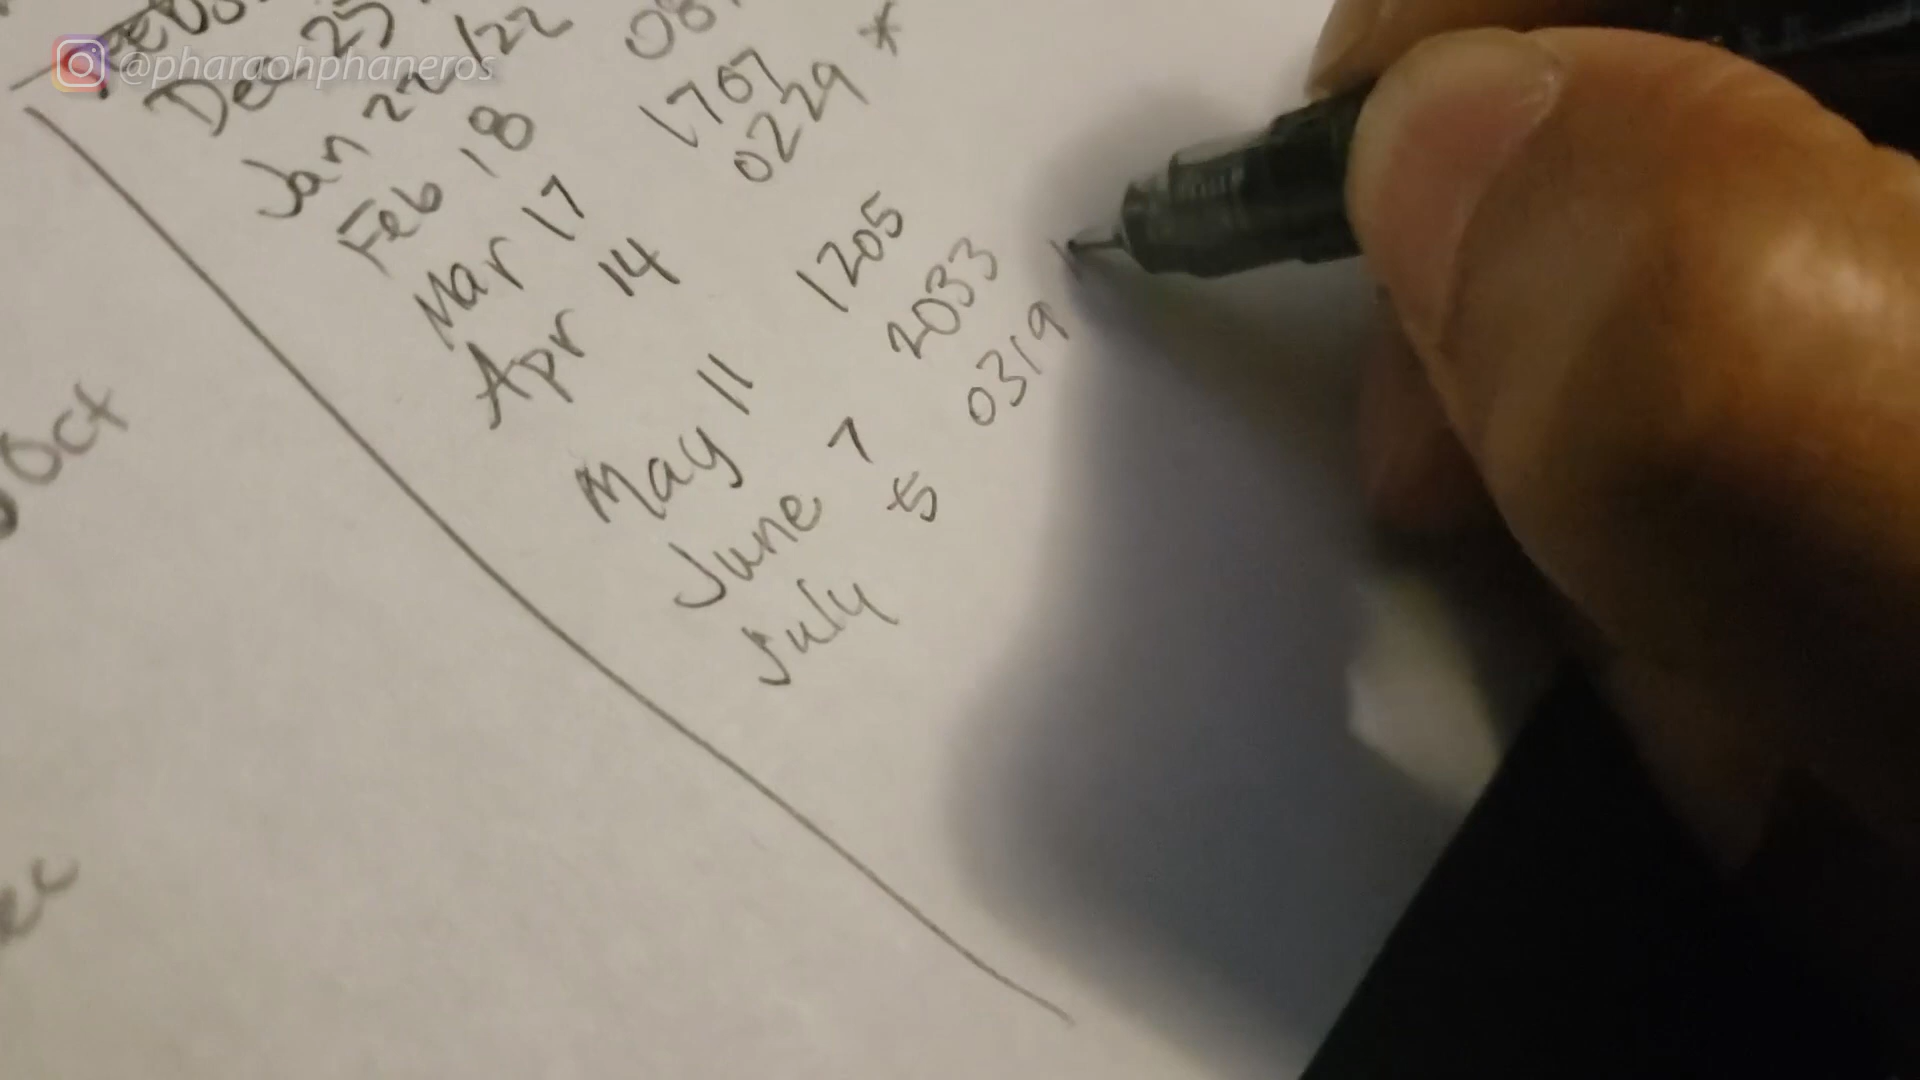 @pharaohphaneros
Dec 25
Jan 22/22
Feb 18
Mar 17 1707
Apr 14 0229 *
May 11 1205
June 7 2033
July 5 0319
Oct